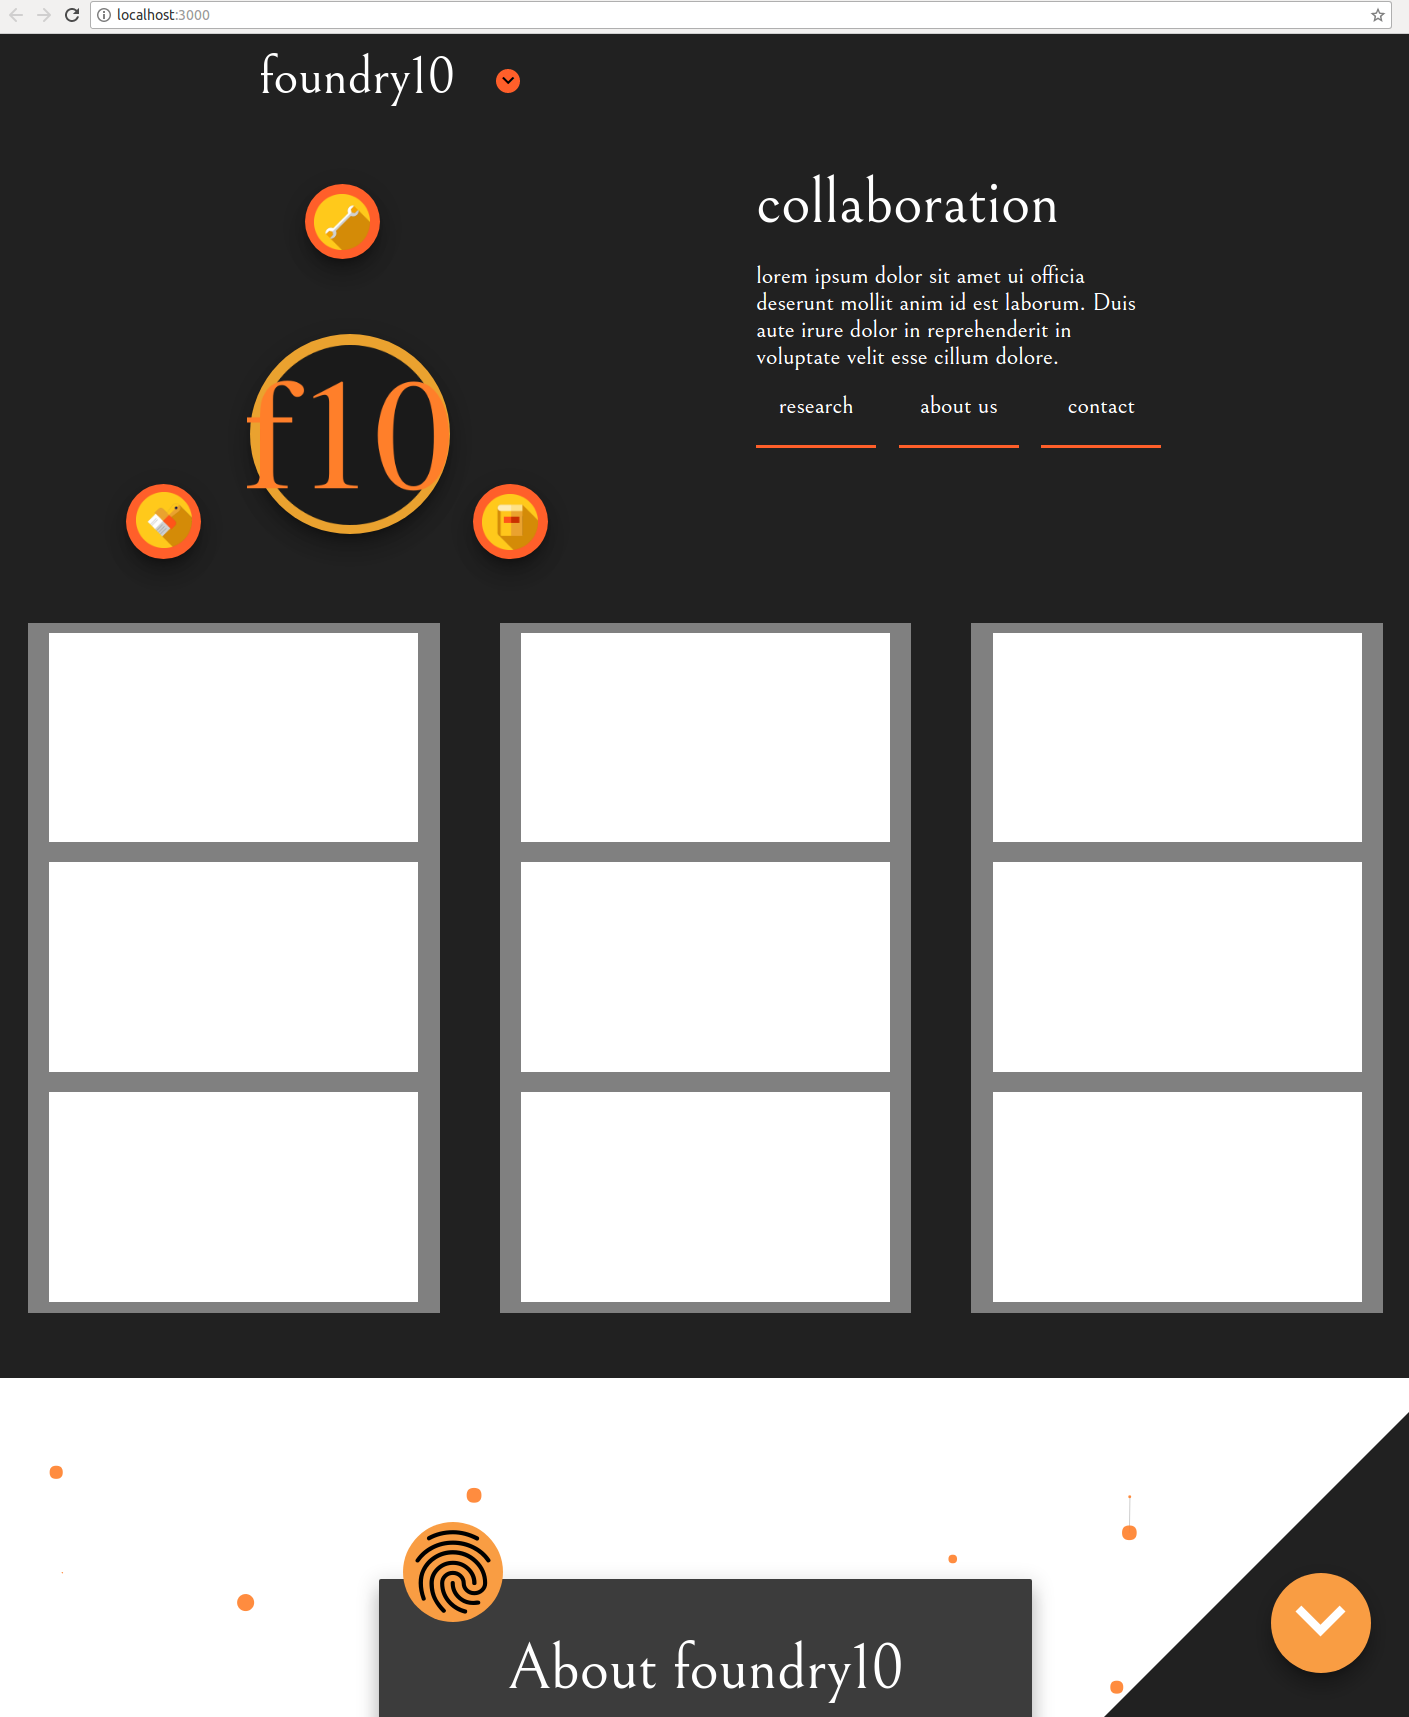 localhost:3000
foundry10
collaboration
lorem ipsum dolor sit amet ui officia
deserunt mollit anim id est laborum. Duis
aute irure dolor in reprehenderit in
voluptate velit esse cillum dolore.
research about us contact
f10
About foundry10